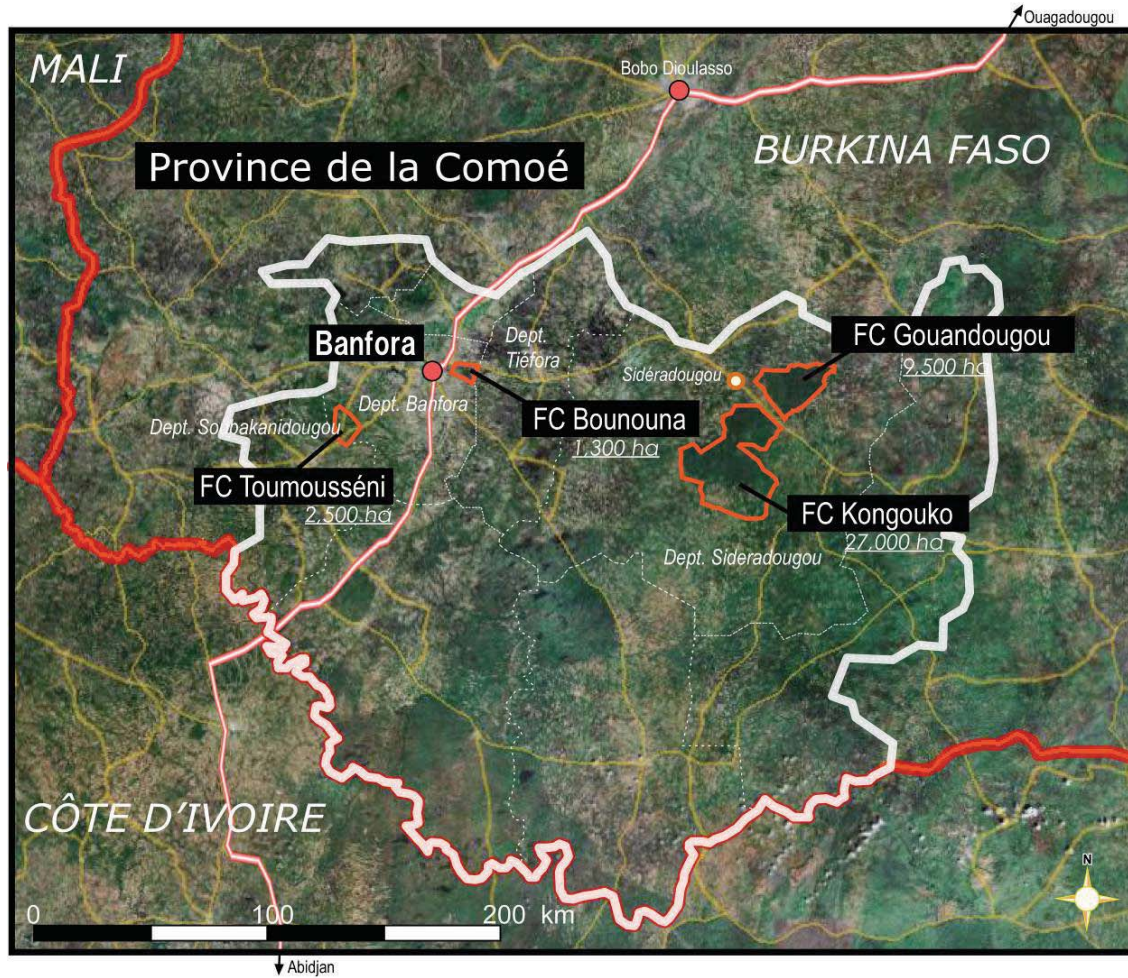 Ouagadougou
MALI
Bobo Dioulasso
BURKINA FASO
Province de la Comoé
Banfora
Dept.
Tiéfora
FC Gouandougou
9,500 ha
Sidéradougou
Dept. Banfora
FC Bounouna
1,300 ha
Dept. Soubakanidougou
FC Toumousséni
2,500 ha
FC Kongouko
27,000 ha
Dept. Sideradougou
CÔTE D'IVOIRE
N
0 100 200 km
Abidjan